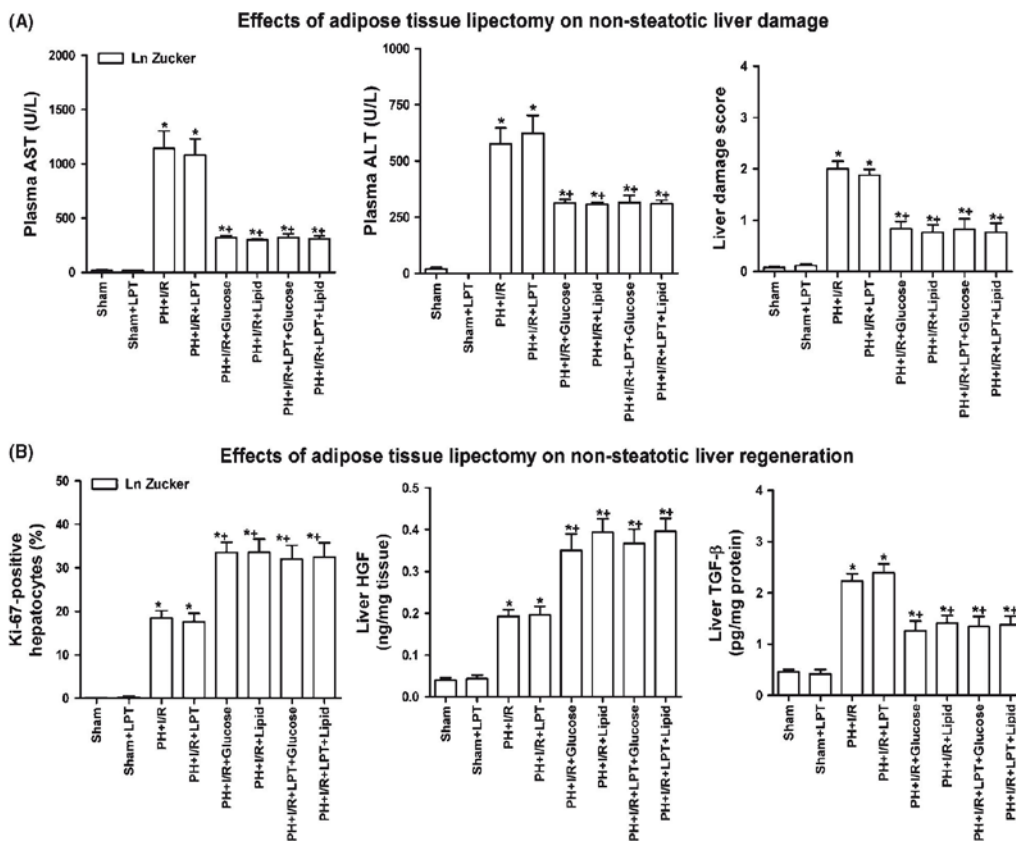 (A)
Effects of adipose tissue lipectomy on non-steatotic liver damage
Plasma AST (U/L)
2000
1500
1000
500
0
Ln Zucker
* * *+ *+ *+ *+
Sham
Sham+LPT
PH+I/R
PH+I/R+LPT
PH+I/R+Glucose
PH+I/R+Lipid
PH+I/R+LPT+Glucose
PH+I/R+LPT+Lipid
Plasma ALT (U/L)
1000
750
500
250
0
* * *+ *+ *+ *+
Sham
Sham+LPT
PH+I/R
PH+I/R+LPT
PH+I/R+Glucose
PH+I/R+Lipid
PH+I/R+LPT+Glucose
PH+I/R+LPT+Lipid
Liver damage score
4
3
2
1
0
* * *+ *+ *+ *+
Sham
Sham+LPT
PH+I/R
PH+I/R+LPT
PH+I/R+Glucose
PH+I/R+Lipid
PH+I/R+LPT+Glucose
PH+I/R+LPT+Lipid
(B)
Effects of adipose tissue lipectomy on non-steatotic liver regeneration
Ki-67-positive
hepatocytes (%)
50
40
30
20
10
0
Ln Zucker
* * *+ *+ *+ *+
Sham
Sham+LPT
PH+I/R
PH+I/R+LPT
PH+I/R+Glucose
PH+I/R+Lipid
PH+I/R+LPT+Glucose
PH+I/R+LPT+Lipid
Liver HGF
(ng/mg tissue)
0.5
0.4
0.3
0.2
0.1
0.0
* * *+ *+ *+ *+
Sham
Sham+LPT
PH+I/R
PH+I/R+LPT
PH+I/R+Glucose
PH+I/R+Lipid
PH+I/R+LPT+Glucose
PH+I/R+LPT+Lipid
Liver TGF-β
(pg/mg protein)
4
3
2
1
0
* * *+ *+ *+ *+
Sham
Sham+LPT
PH+I/R
PH+I/R+LPT
PH+I/R+Glucose
PH+I/R+Lipid
PH+I/R+LPT+Glucose
PH+I/R+LPT+Lipid